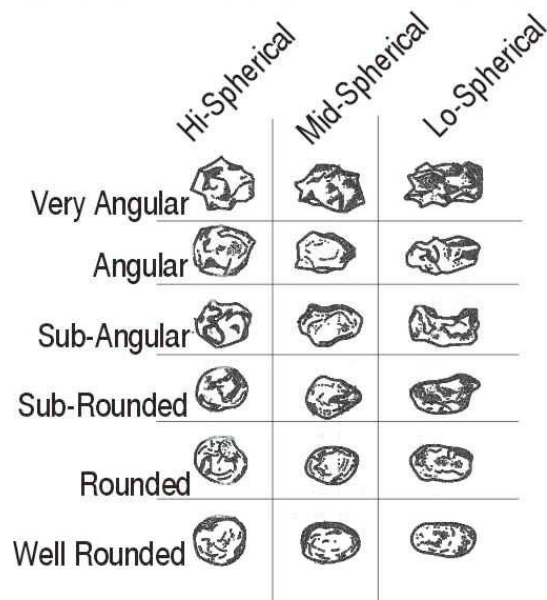 Hi-Spherical
Mid-Spherical
Lo-Spherical
Very Angular
Angular
Sub-Angular
Sub-Rounded
Rounded
Well Rounded